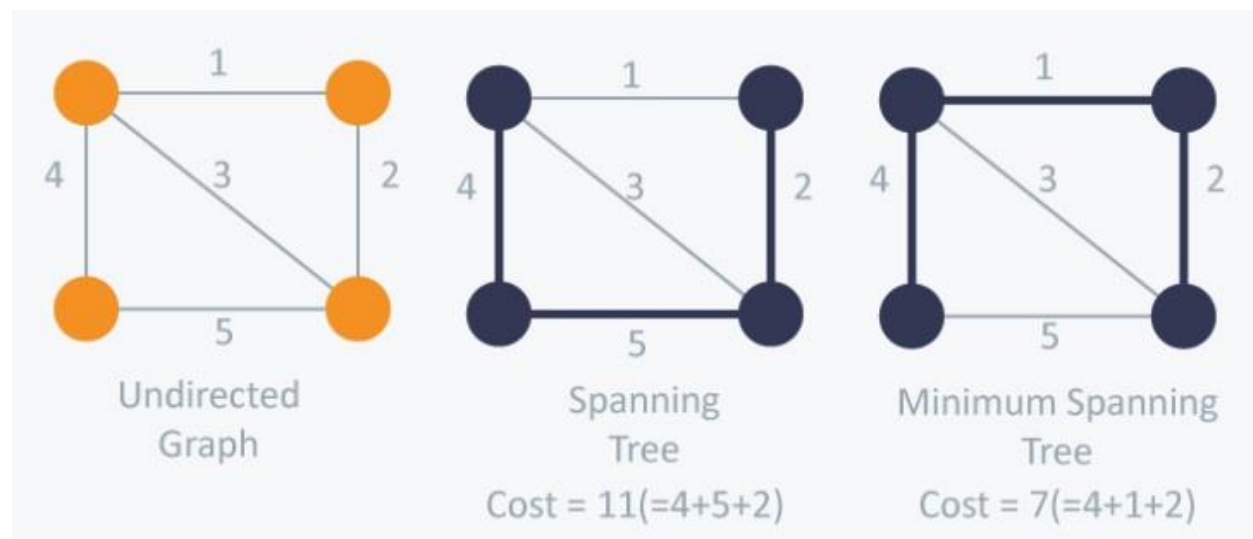 1
4
3
2
5
Undirected
Graph
1
4
3
2
5
Spanning
Tree
Cost = 11(=4+5+2)
1
4
3
2
5
Minimum Spanning
Tree
Cost = 7(=4+1+2)